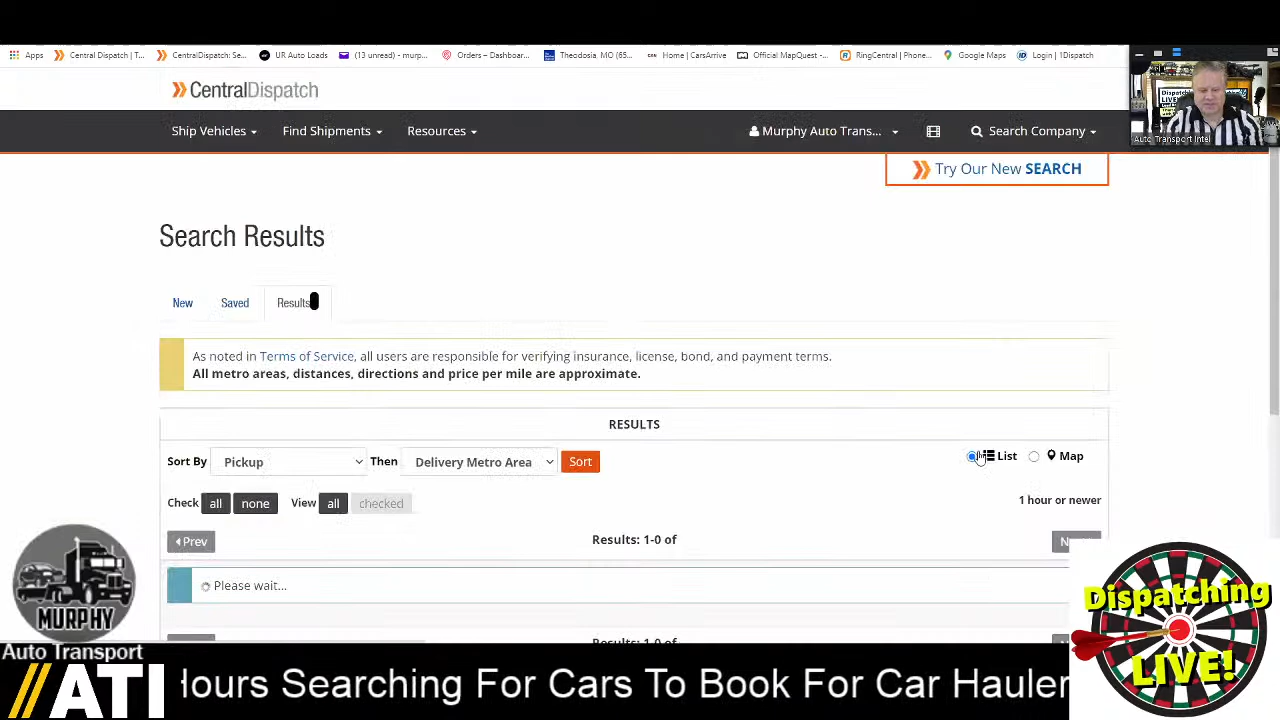 Apps
Central Dispatch | T...
CentralDispatch: Se...
UR Auto Loads
(13 unread) - murp...
Orders – Dashboar...
Theodosia, MO (65...
Home | CarsArrive
Official MapQuest - ...
RingCentral | Phone...
Google Maps
Login | 1Dispatch
CentralDispatch
Ship Vehicles
Find Shipments
Resources
Murphy Auto Trans...
Search Company
Auto Transport Intel
Try Our New SEARCH
Search Results
New
Saved
Results
As noted in Terms of Service, all users are responsible for verifying insurance, license, bond, and payment terms.
All metro areas, distances, directions and price per mile are approximate.
RESULTS
Sort By
Pickup
Then
Delivery Metro Area
Sort
List
Map
Check
all
none
View
all
checked
1 hour or newer
Prev
Results: 1-0 of
Please wait...
MURPHY
Auto Transport
ATI
Hours Searching For Cars To Book For Car Hauler
Dispatching
LIVE!